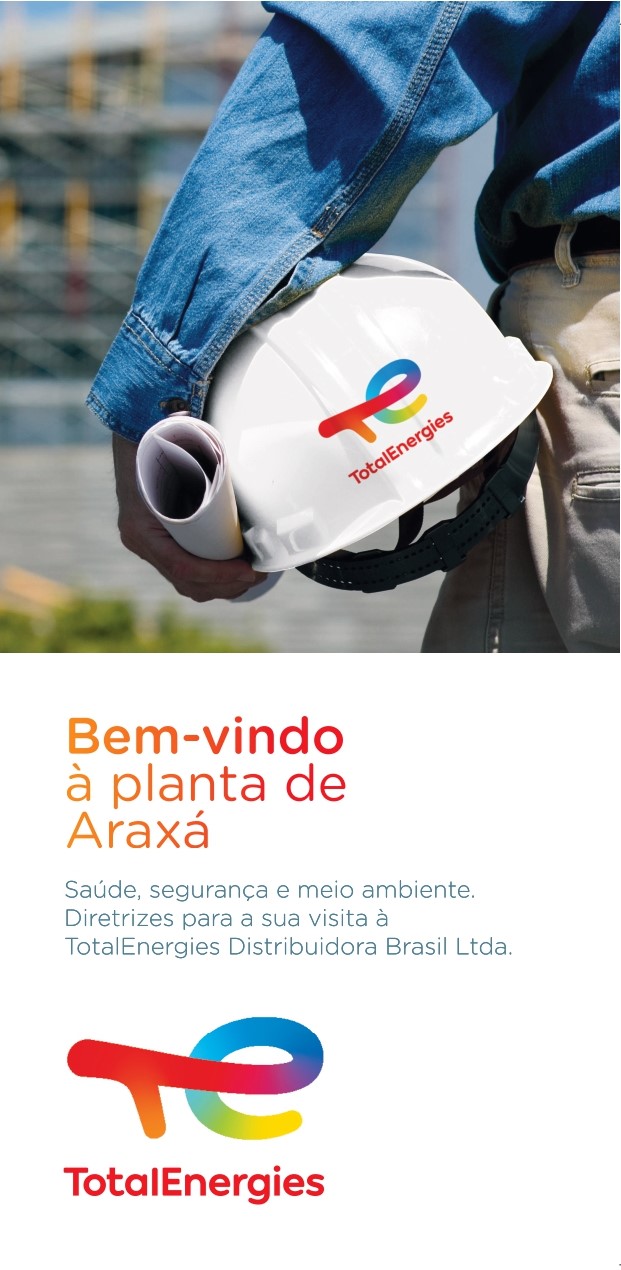 TotalEnergies
Bem-vindo
à planta de
Araxá
Saúde, segurança e meio ambiente.
Diretrizes para a sua visita à
TotalEnergies Distribuidora Brasil Ltda.
TotalEnergies